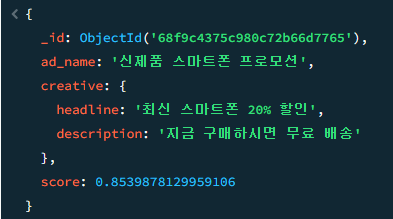 {
_id: ObjectId('68f9c4375c980c72b66d7765'),
ad_name: '신제품 스마트폰 프로모션',
creative: {
headline: '최신 스마트폰 20% 할인',
description: '지금 구매하시면 무료 배송'
},
score: 0.8539878129959106
}